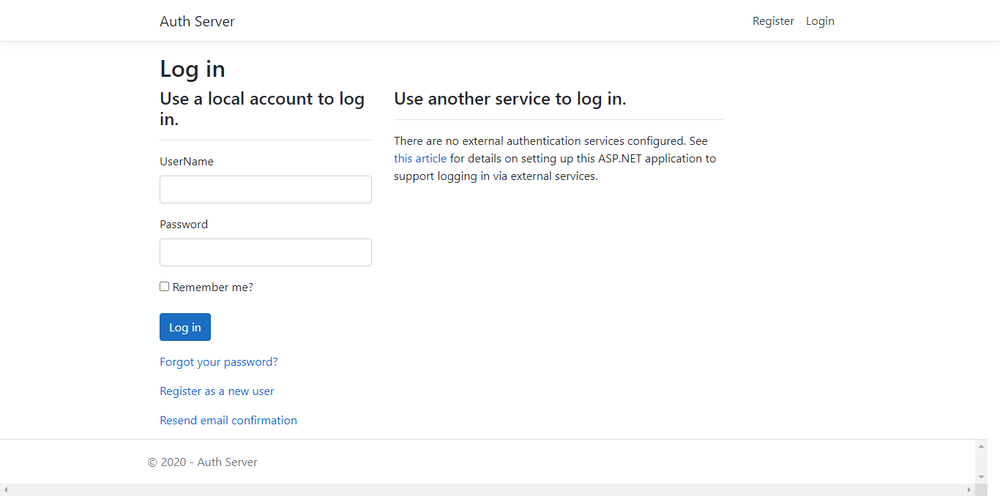 Auth Server
Register Login
Log in
Use a local account to log
in.
UserName
Password
Remember me?
Log in
Forgot your password?
Register as a new user
Resend email confirmation
Use another service to log in.
There are no external authentication services configured. See
this article for details on setting up this ASP.NET application to
support logging in via external services.
© 2020 - Auth Server